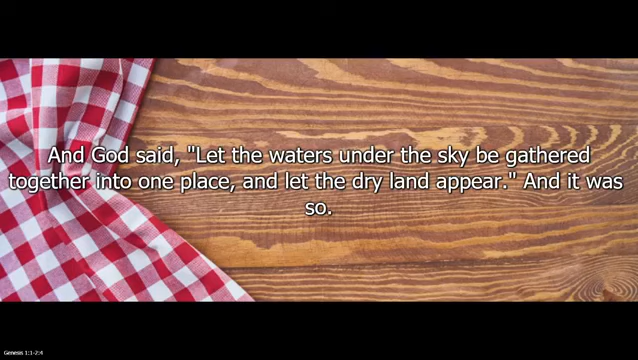 And God said, "Let the waters under the sky be gathered
together into one place, and let the dry land appear." And it was
so.
Genesis 1:1-2:4